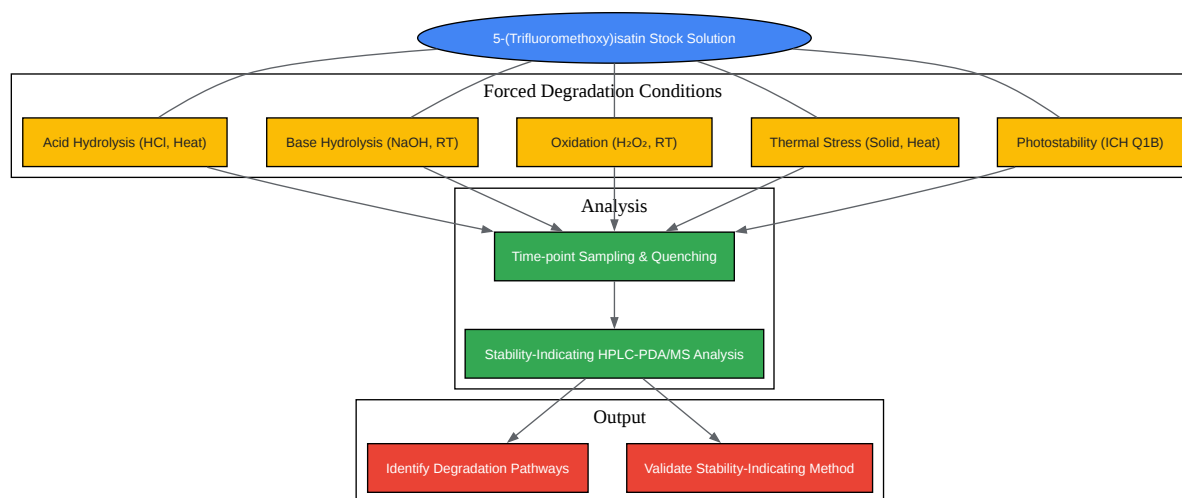 5-(Trifluoromethoxy)isatin Stock Solution
Forced Degradation Conditions
Acid Hydrolysis (HCl, Heat)
Base Hydrolysis (NaOH, RT)
Oxidation (H₂O₂, RT)
Thermal Stress (Solid, Heat)
Photostability (ICH Q1B)
Analysis
Time-point Sampling & Quenching
Stability-Indicating HPLC-PDA/MS Analysis
Output
Identify Degradation Pathways
Validate Stability-Indicating Method